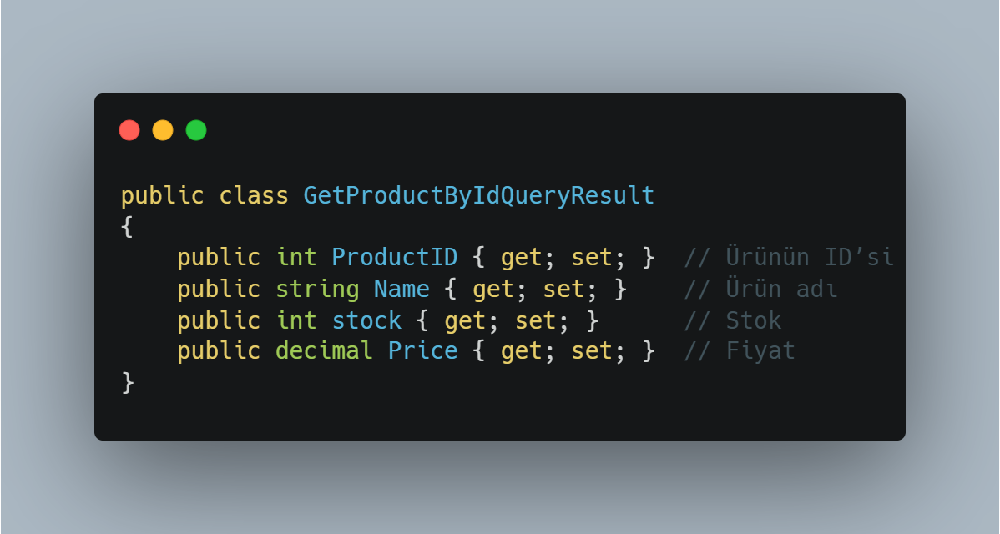 public class GetProductByIdQueryResult
{
    public int ProductID { get; set; }  // Ürünün ID’si
    public string Name { get; set; }    // Ürün adı
    public int stock { get; set; }      // Stok
    public decimal Price { get; set; }  // Fiyat
}